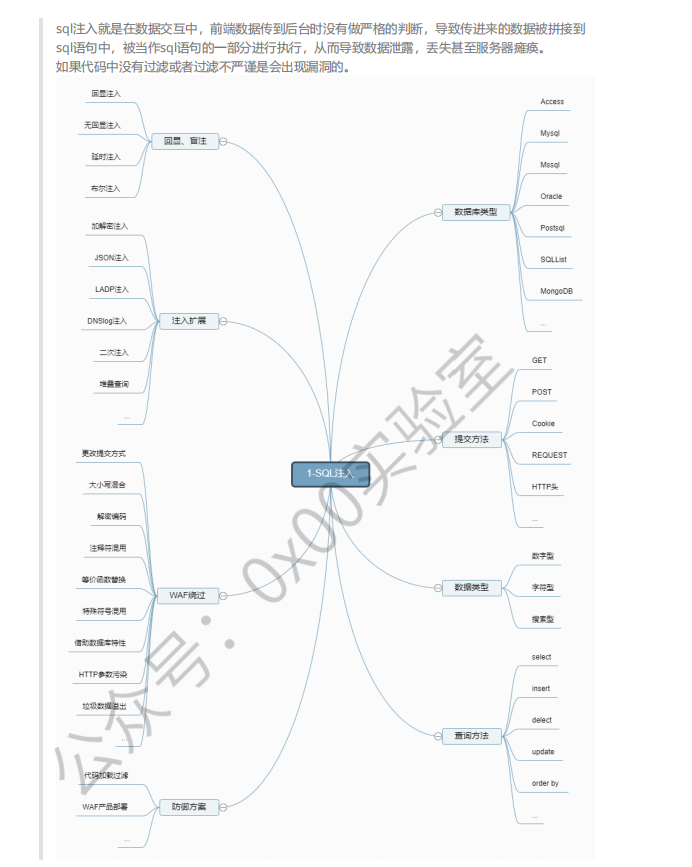 sql注入就是在数据交互中，前端数据传到后台时没有做严格的判断，导致传进来的数据被拼接到
sql语句中，被当作sql语句的一部分进行执行，从而导致数据泄露，丢失甚至服务器瘫痪。
如果代码中没有过滤或者过滤不严谨是会出现漏洞的。
回显注入
无回显注入
延时注入
布尔注入
回显、盲注
加解密注入
JSON注入
LADP注入
DNSlog注入
二次注入
堆叠查询
...
注入扩展
更改提交方式
大小写混合
解密编码
注释符混用
等价函数替换
特殊符号混用
借助数据库特性
HTTP参数污染
垃圾数据溢出
...
WAF绕过
代码加载过滤
WAF产品部署
...
防御方案
1-SQL注入
Access
Mysql
Mssql
Oracle
Postsql
SQLList
MongoDB
...
数据库类型
GET
POST
Cookie
REQUEST
HTTP头
...
提交方法
数字型
字符型
搜索型
数据类型
select
insert
delect
update
order by
...
查询方法
公众号：0x00实验室